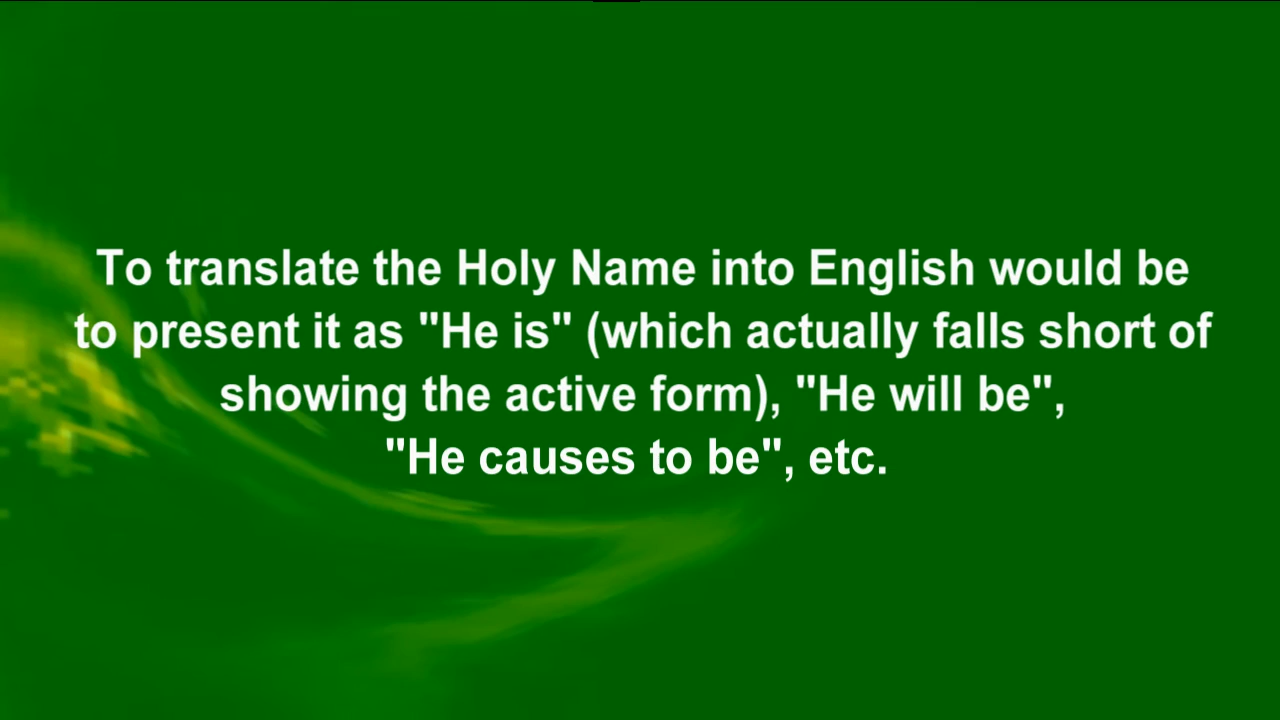 To translate the Holy Name into English would be
to present it as "He is" (which actually falls short of
showing the active form), "He will be",
"He causes to be", etc.